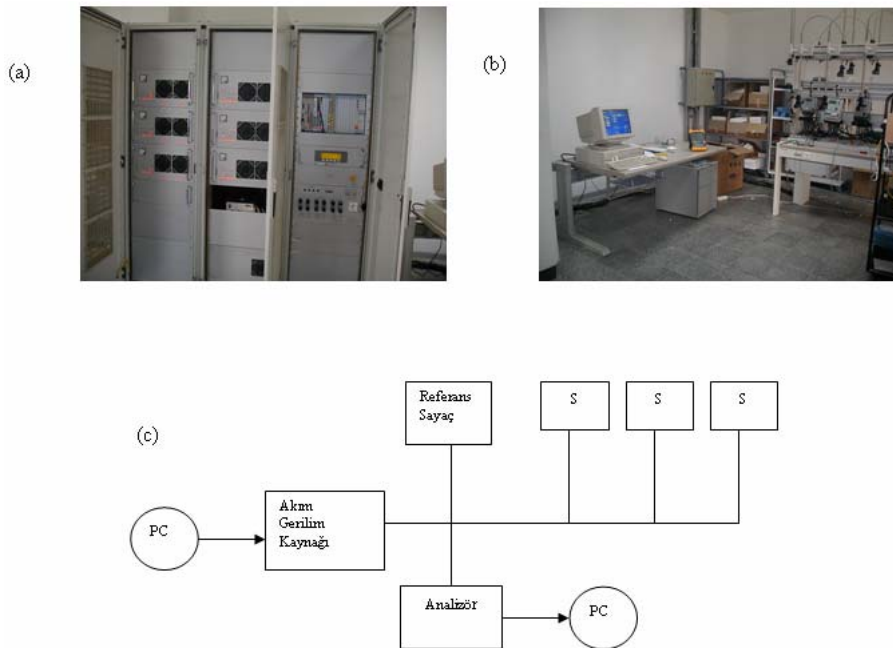 (a)
(b)
(c)
Referans
Sayaç
S
S
S
PC
Akım
Gerilim
Kaynağı
Analizör
PC